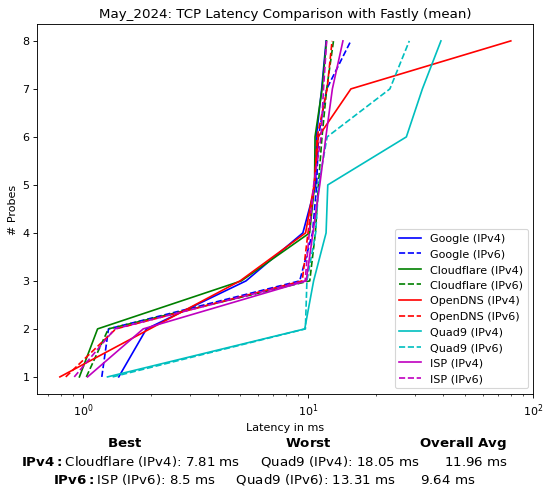 May_2024: TCP Latency Comparison with Fastly (mean)
8
7
6
5
4
3
2
1
# Probes
Google (IPv4)
Google (IPv6)
Cloudflare (IPv4)
Cloudflare (IPv6)
OpenDNS (IPv4)
OpenDNS (IPv6)
Quad9 (IPv4)
Quad9 (IPv6)
ISP (IPv4)
ISP (IPv6)
10⁰ 10¹ 10²
Latency in ms
Best Worst Overall Avg
IPv4: Cloudflare (IPv4): 7.81 ms Quad9 (IPv4): 18.05 ms 11.96 ms
IPv6: ISP (IPv6): 8.5 ms Quad9 (IPv6): 13.31 ms 9.64 ms